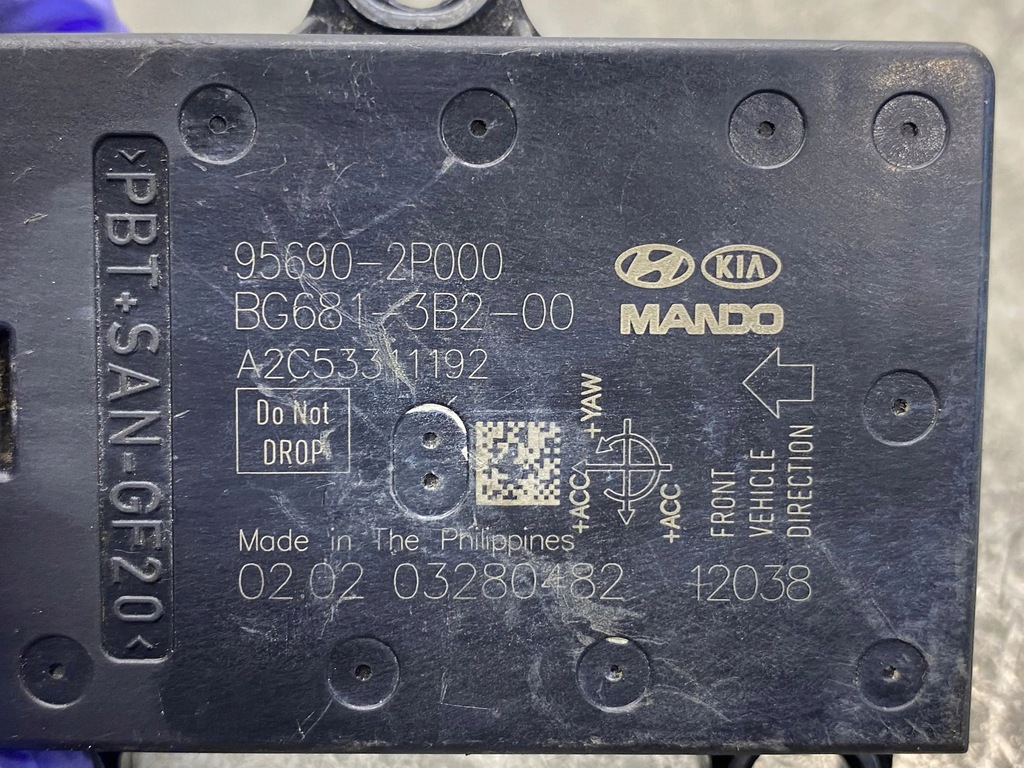 >PBT+SAN-GF20<
95690-2P000
BG681-3B2-00
A2C53311192
KIA
MANDO
Do Not
DROP
+YAW
+ACC
+ACC
FRONT
VEHICLE
DIRECTION
Made in The Philippines
02.02 03280482 12038